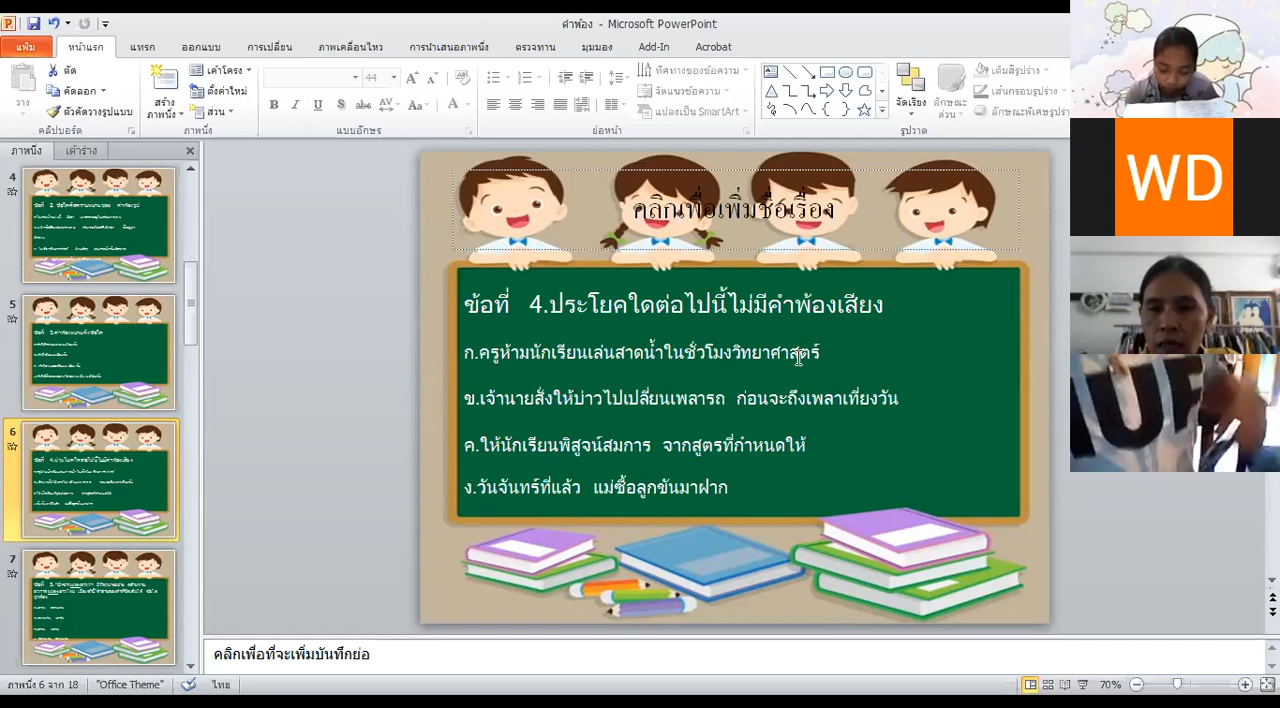 คำพ้อง - Microsoft PowerPoint
แฟ้ม หน้าแรก แทรก ออกแบบ การเปลี่ยน ภาพเคลื่อนไหว การนำเสนอภาพนิ่ง ตรวจทาน มุมมอง Add-In Acrobat
วาง
ตัด
คัดลอก
ตัวคัดวางรูปแบบ
คลิปบอร์ด
สร้าง
ภาพนิ่ง
เค้าโครง
ตั้งค่าใหม่
ส่วน
ภาพนิ่ง
44
แบบอักษร
ทิศทางของข้อความ
จัดแนวข้อความ
แปลงเป็น SmartArt
ย่อหน้า
จัดเรียง
ลักษณะ
ด่วน
เติมสีรูปร่าง
เส้นกรอบรูปร่าง
ลักษณะพิเศษรูปร่าง
รูปวาด
ภาพนิ่ง เค้าร่าง
4
5
6
7
คลิกเพื่อเพิ่มชื่อเรื่อง
ข้อที่ 4.ประโยคใดต่อไปนี้ไม่มีคำพ้องเสียง
ก.ครูห้ามนักเรียนเล่นสาดน้ำในชั่วโมงวิทยาศาสตร์
ข.เจ้านายสั่งให้บ่าวไปเปลี่ยนเพลารถ ก่อนจะถึงเพลาเที่ยงวัน
ค.ให้นักเรียนพิสูจน์สมการ จากสูตรที่กำหนดให้
ง.วันจันทร์ที่แล้ว แม่ซื้อลูกขันมาฝาก
WD
คลิกเพื่อที่จะเพิ่มบันทึกย่อ
ภาพนิ่ง 6 จาก 18 "Office Theme" ไทย 70%